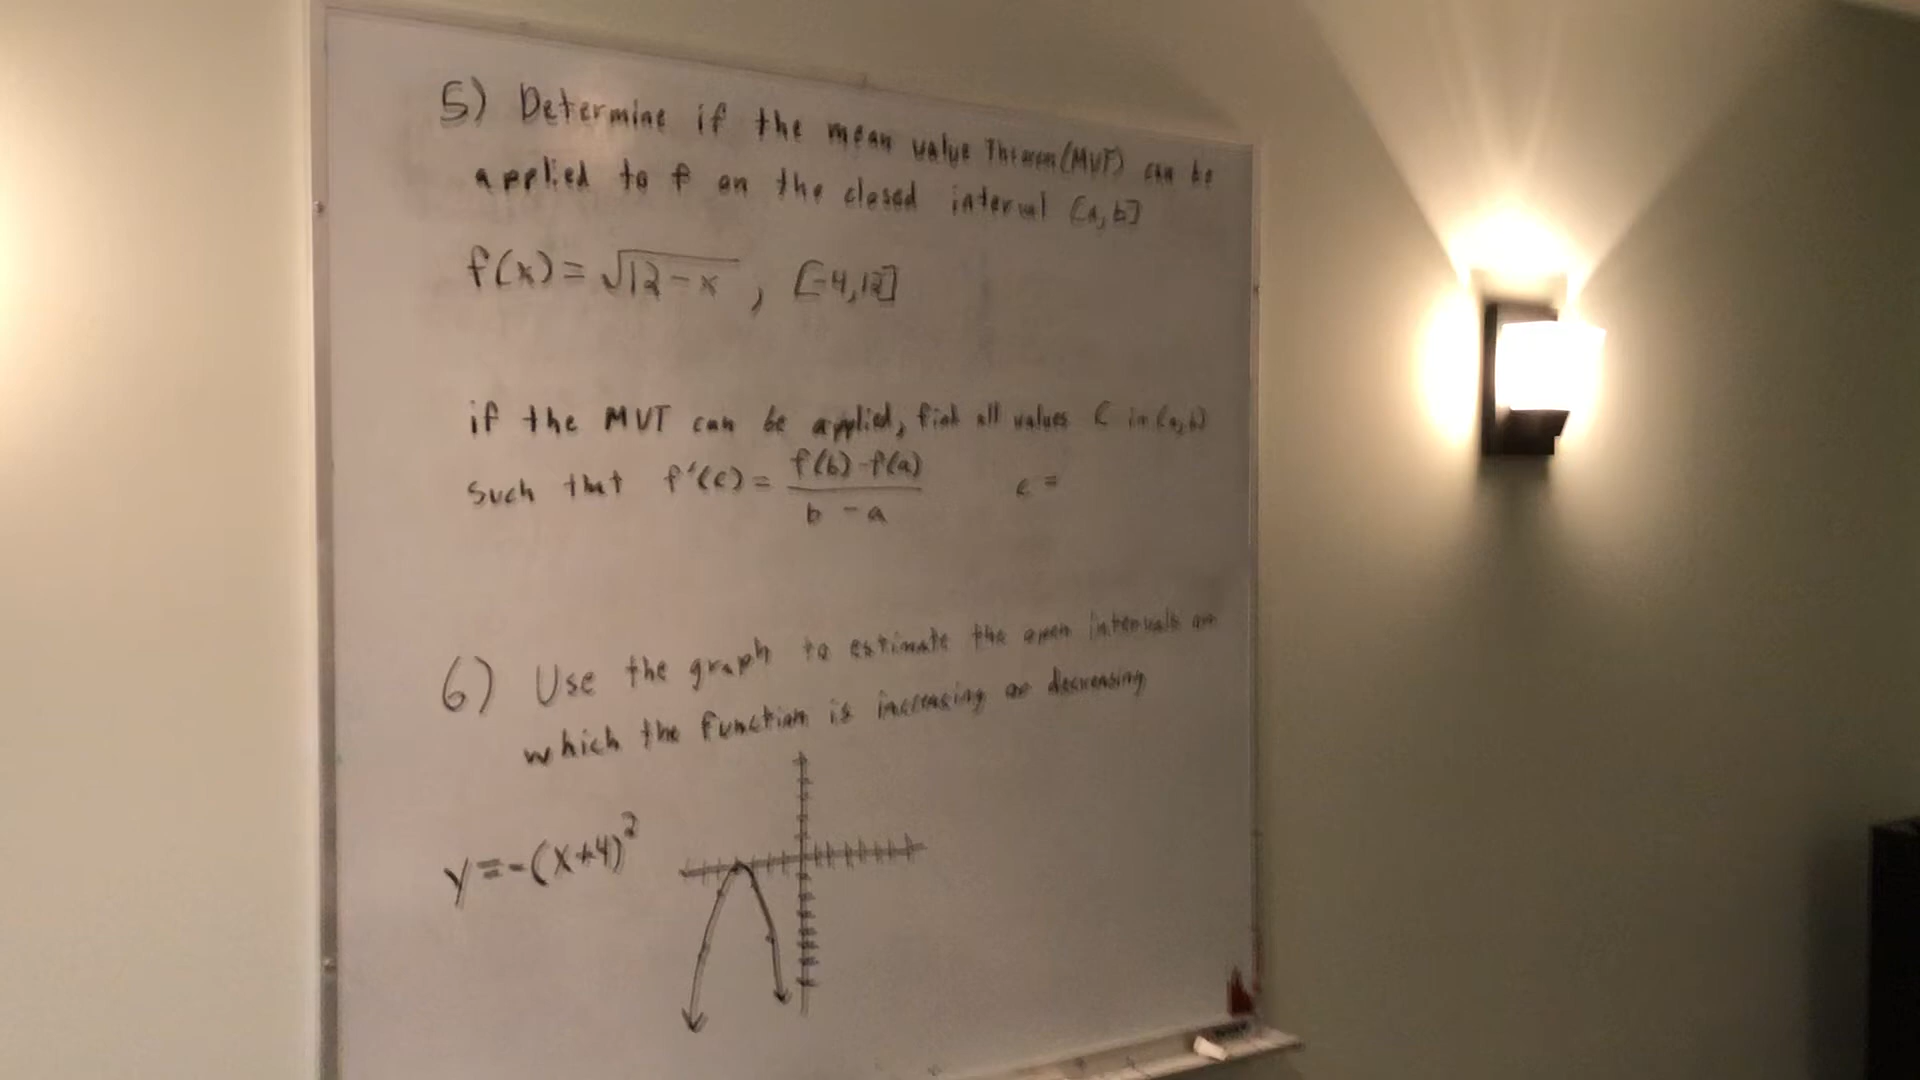 5) Determine if the mean value Theorem (MVT) can be
applied to f on the closed interval [a,b]
f(x) = √12-x , [-4,12]
if the MVT can be applied, find all values C in (a,b)
such that f'(c) = f(b)-f(a) / b-a c =
6) Use the graph to estimate the open intervals on
which the function is increasing or decreasing
y=-(x+4)²